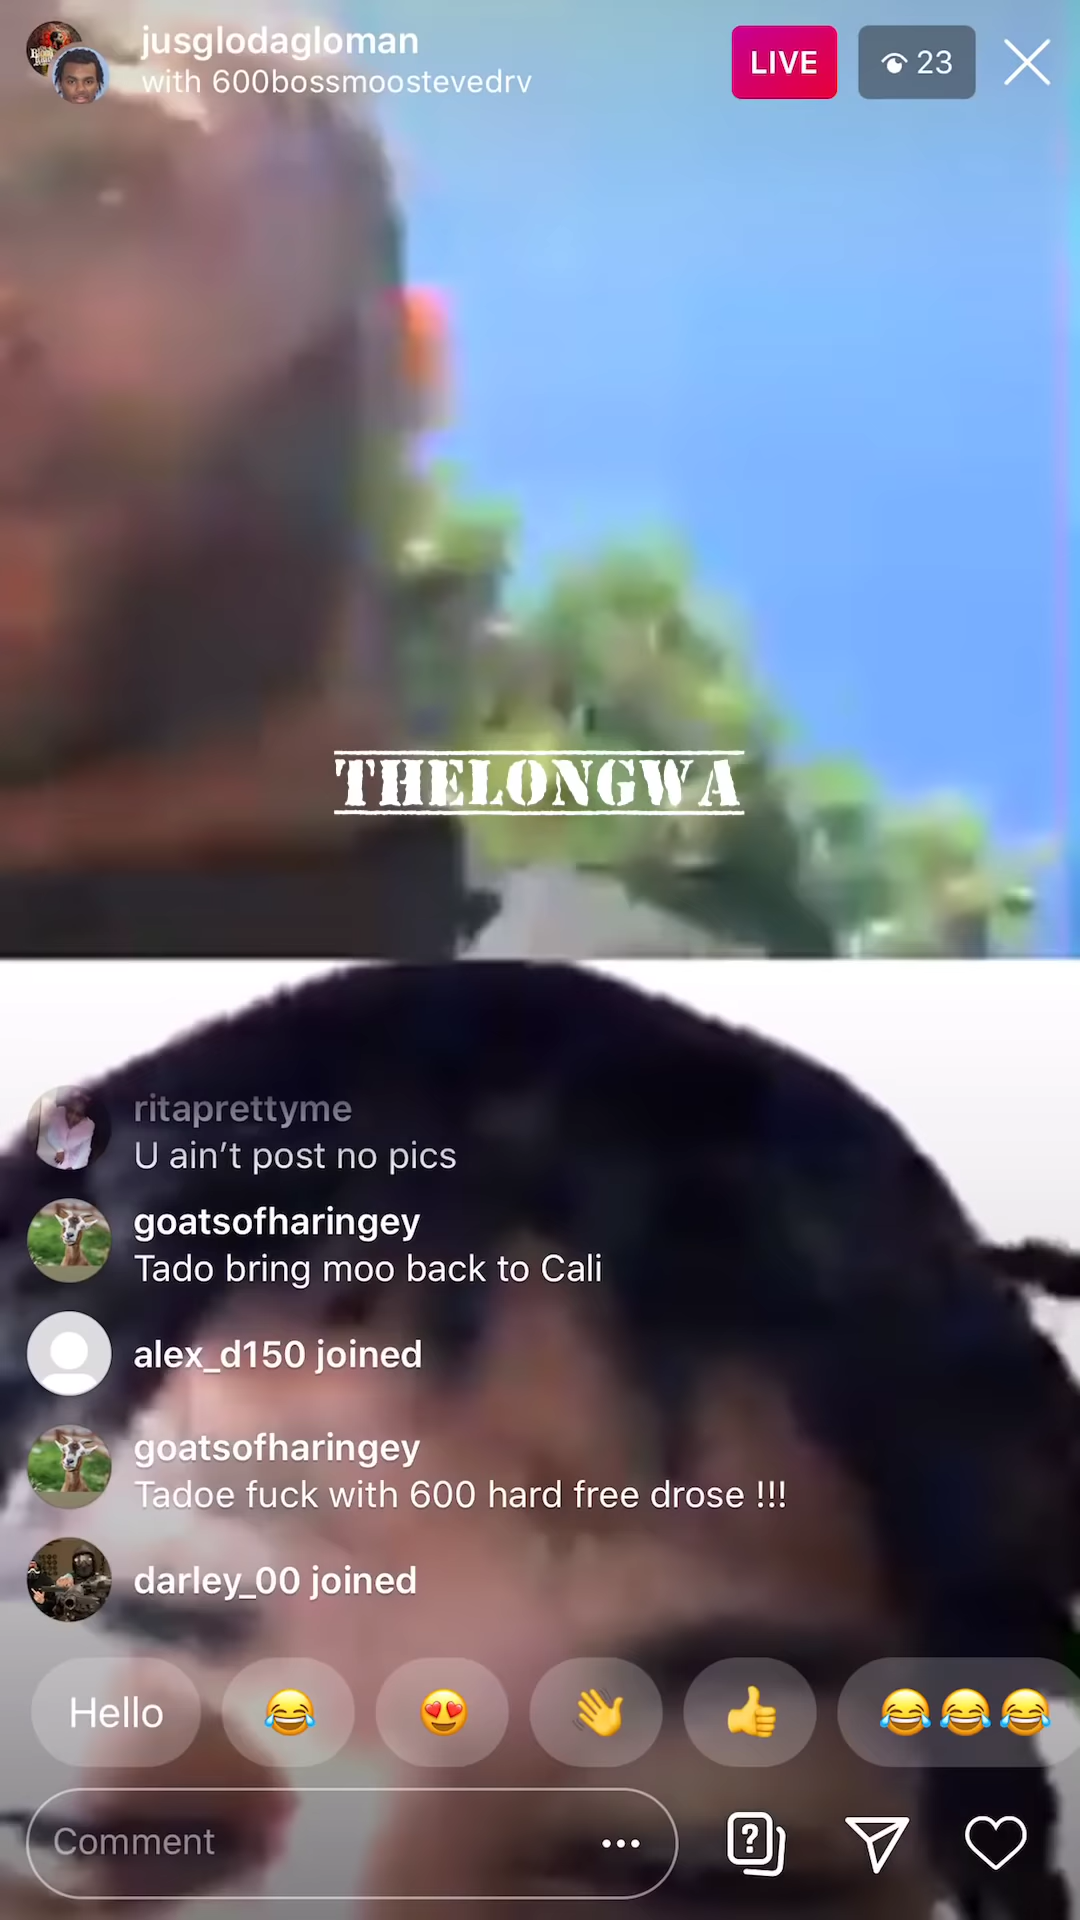 jusglodagloman
with 600bossmoostevedrv
LIVE
23
THELONGWA
ritaprettyme
U ain’t post no pics
goatsofharingey
Tado bring moo back to Cali
alex_d150 joined
goatsofharingey
Tadoe fuck with 600 hard free drose !!!
darley_00 joined
Hello
Comment